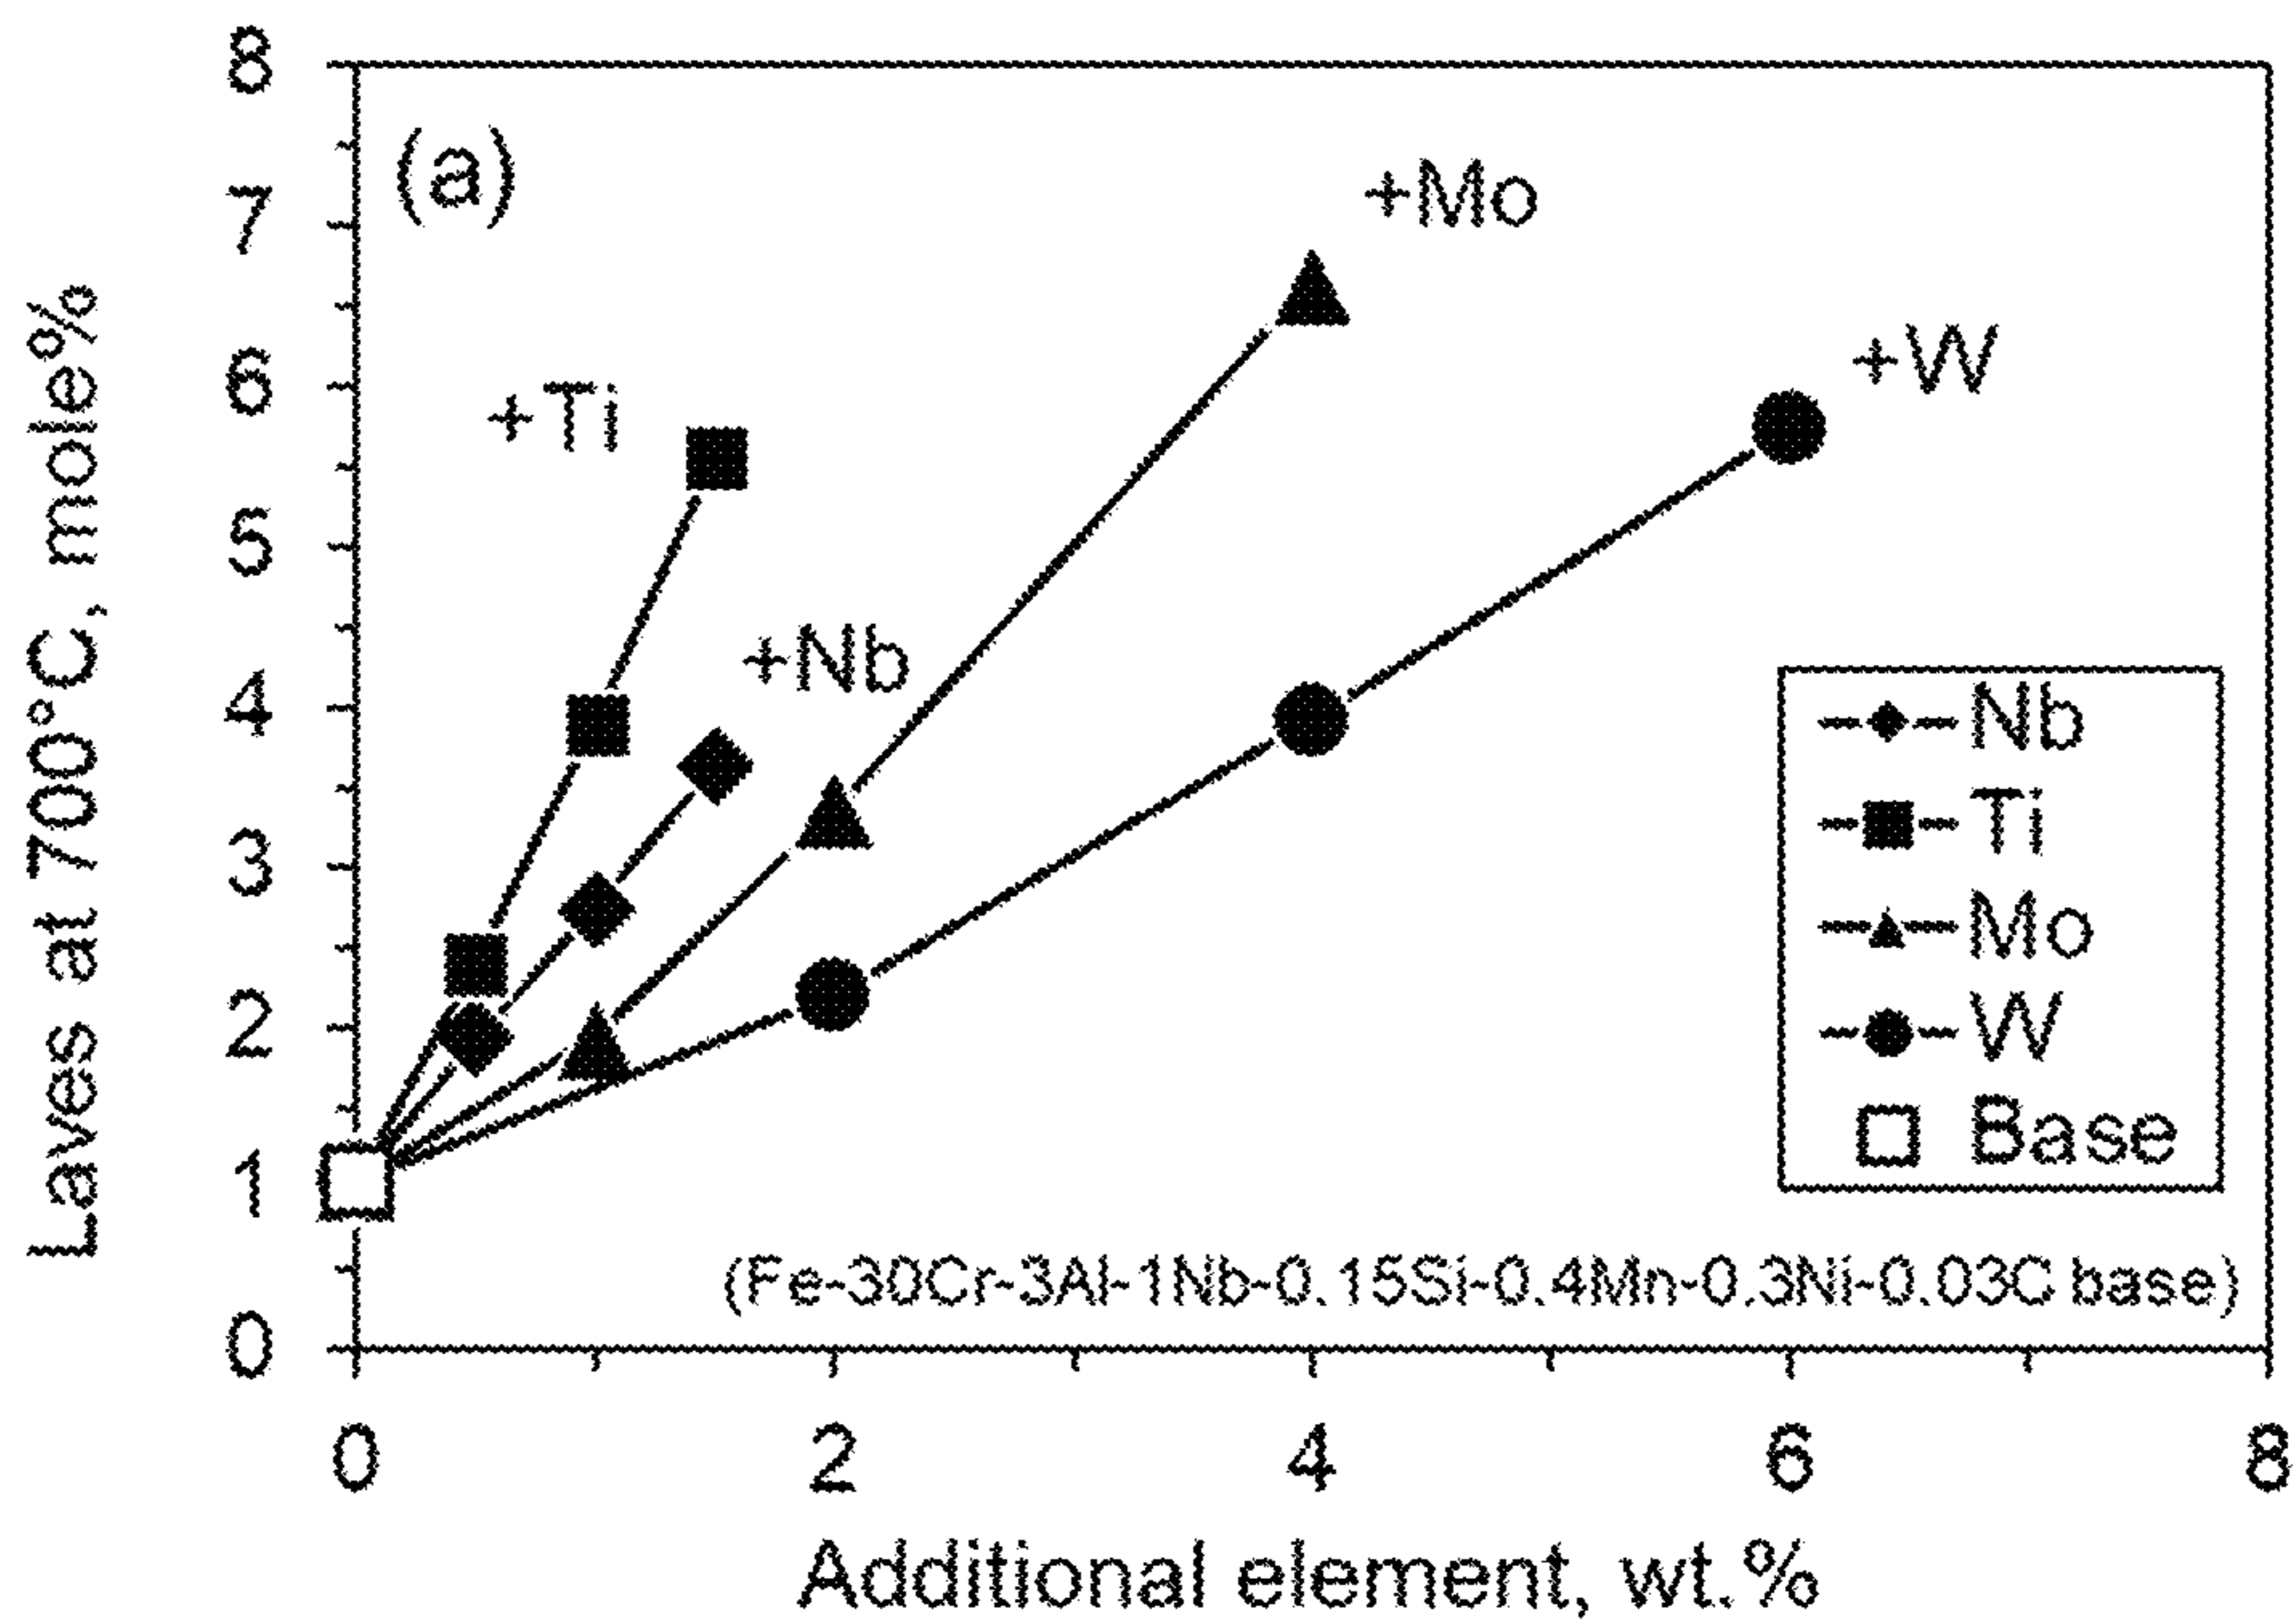 Laves at 700°C, mole%
8
7
6
5
4
3
2
1
0
(a)
+Ti
+Nb
+Mo
+W
Nb
Ti
Mo
W
Base
(Fe-30Cr-3Al-1Nb-0.15Si-0.4Mn-0.3Ni-0.03C base)
0 2 4 6 8
Additional element, wt.%